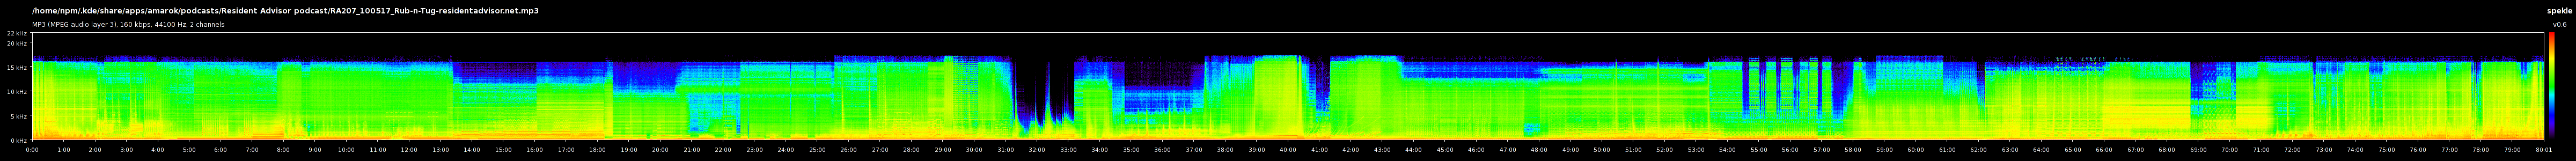 /home/npm/.kde/share/apps/amarok/podcasts/Resident Advisor podcast/RA207_100517_Rub-n-Tug-residentadvisor.net.mp3 spekle
MP3 (MPEG audio layer 3), 160 kbps, 44100 Hz, 2 channels v0.6
22 kHz
20 kHz
15 kHz
10 kHz
5 kHz
0 kHz
0:00 1:00 2:00 3:00 4:00 5:00 6:00 7:00 8:00 9:00 10:00 11:00 12:00 13:00 14:00 15:00 16:00 17:00 18:00 19:00 20:00 21:00 22:00 23:00 24:00 25:00 26:00 27:00 28:00 29:00 30:00 31:00 32:00 33:00 34:00 35:00 36:00 37:00 38:00 39:00 40:00 41:00 42:00 43:00 44:00 45:00 46:00 47:00 48:00 49:00 50:00 51:00 52:00 53:00 54:00 55:00 56:00 57:00 58:00 59:00 60:00 61:00 62:00 63:00 64:00 65:00 66:00 67:00 68:00 69:00 70:00 71:00 72:00 73:00 74:00 75:00 76:00 77:00 78:00 79:00 80:01